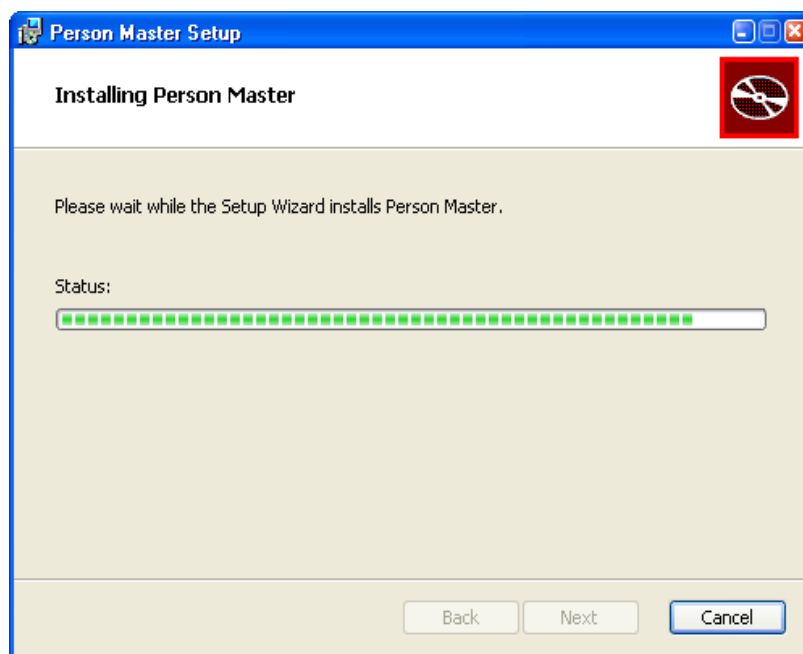 Person Master Setup
Installing Person Master
Please wait while the Setup Wizard installs Person Master.
Status:
Back Next Cancel